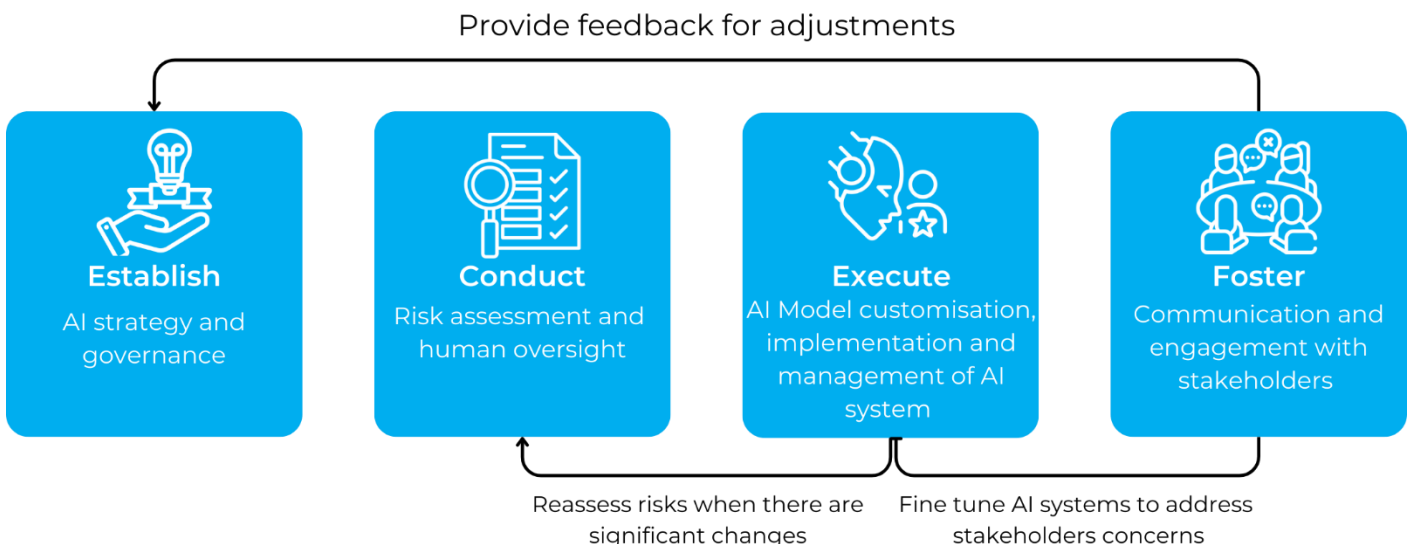 Provide feedback for adjustments
Establish
AI strategy and
governance
Conduct
Risk assessment and
human oversight
Execute
AI Model customisation,
implementation and
management of AI
system
Foster
Communication and
engagement with
stakeholders
Reassess risks when there are
significant changes
Fine tune AI systems to address
stakeholders concerns